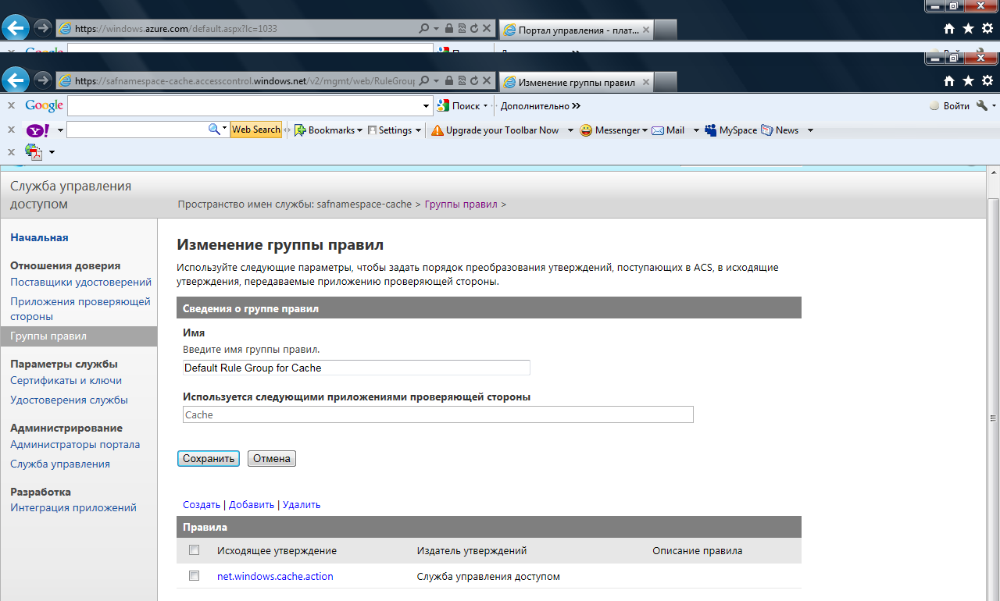 https://windows.azure.com/default.aspx?lc=1033
Портал управления - плат...
https://safnamespace-cache.accesscontrol.windows.net/v2/mgmt/web/RuleGroup
Изменение группы правил
x Google Поиск Дополнительно Войти
x Y! Web Search Bookmarks Settings Upgrade your Toolbar Now Messenger Mail MySpace News
x
Служба управления
доступом
Пространство имен службы: safnamespace-cache > Группы правил >
Начальная
Отношения доверия
Поставщики удостоверений
Приложения проверяющей
стороны
Группы правил
Параметры службы
Сертификаты и ключи
Удостоверения службы
Администрирование
Администраторы портала
Служба управления
Разработка
Интеграция приложений
Изменение группы правил
Используйте следующие параметры, чтобы задать порядок преобразования утверждений, поступающих в ACS, в исходящие
утверждения, передаваемые приложению проверяющей стороны.
Сведения о группе правил
Имя
Введите имя группы правил.
Default Rule Group for Cache
Используется следующими приложениями проверяющей стороны
Cache
Сохранить Отмена
Создать | Добавить | Удалить
Правила
Исходящее утверждение Издатель утверждений Описание правила
net.windows.cache.action Служба управления доступом